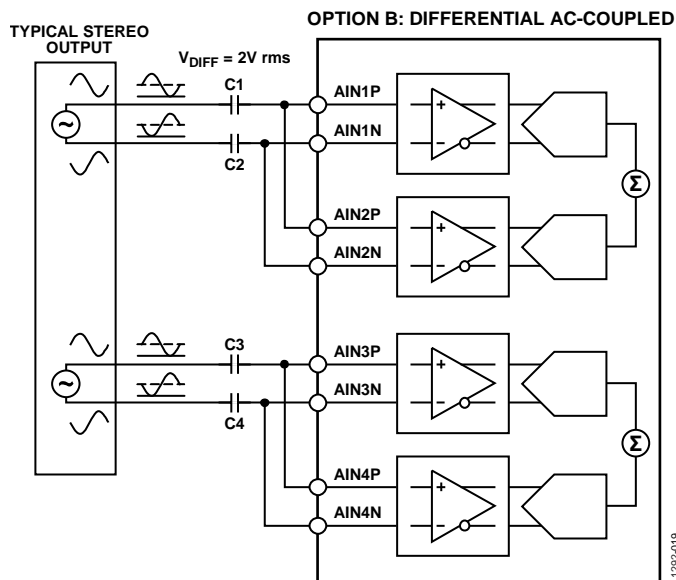 OPTION B: DIFFERENTIAL AC-COUPLED
TYPICAL STEREO
OUTPUT
VDIFF = 2V rms
C1
C2
AIN1P
AIN1N
+
−
Σ
AIN2P
AIN2N
+
−
~
C3
C4
AIN3P
AIN3N
+
−
Σ
AIN4P
AIN4N
+
−
~